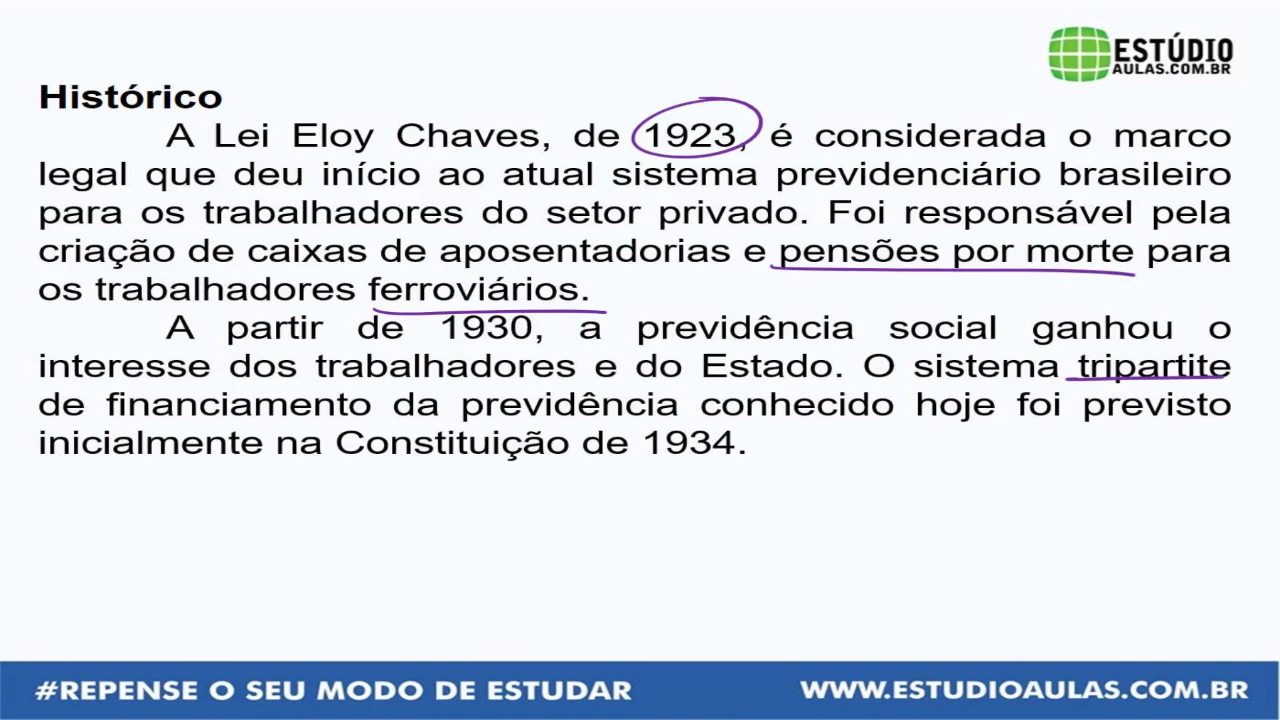 ESTÚDIO
AULAS.COM.BR
Histórico
A Lei Eloy Chaves, de 1923, é considerada o marco
legal que deu início ao atual sistema previdenciário brasileiro
para os trabalhadores do setor privado. Foi responsável pela
criação de caixas de aposentadorias e pensões por morte para
os trabalhadores ferroviários.
A partir de 1930, a previdência social ganhou o
interesse dos trabalhadores e do Estado. O sistema tripartite
de financiamento da previdência conhecido hoje foi previsto
inicialmente na Constituição de 1934.
#REPENSE O SEU MODO DE ESTUDAR
WWW.ESTUDIOAULAS.COM.BR